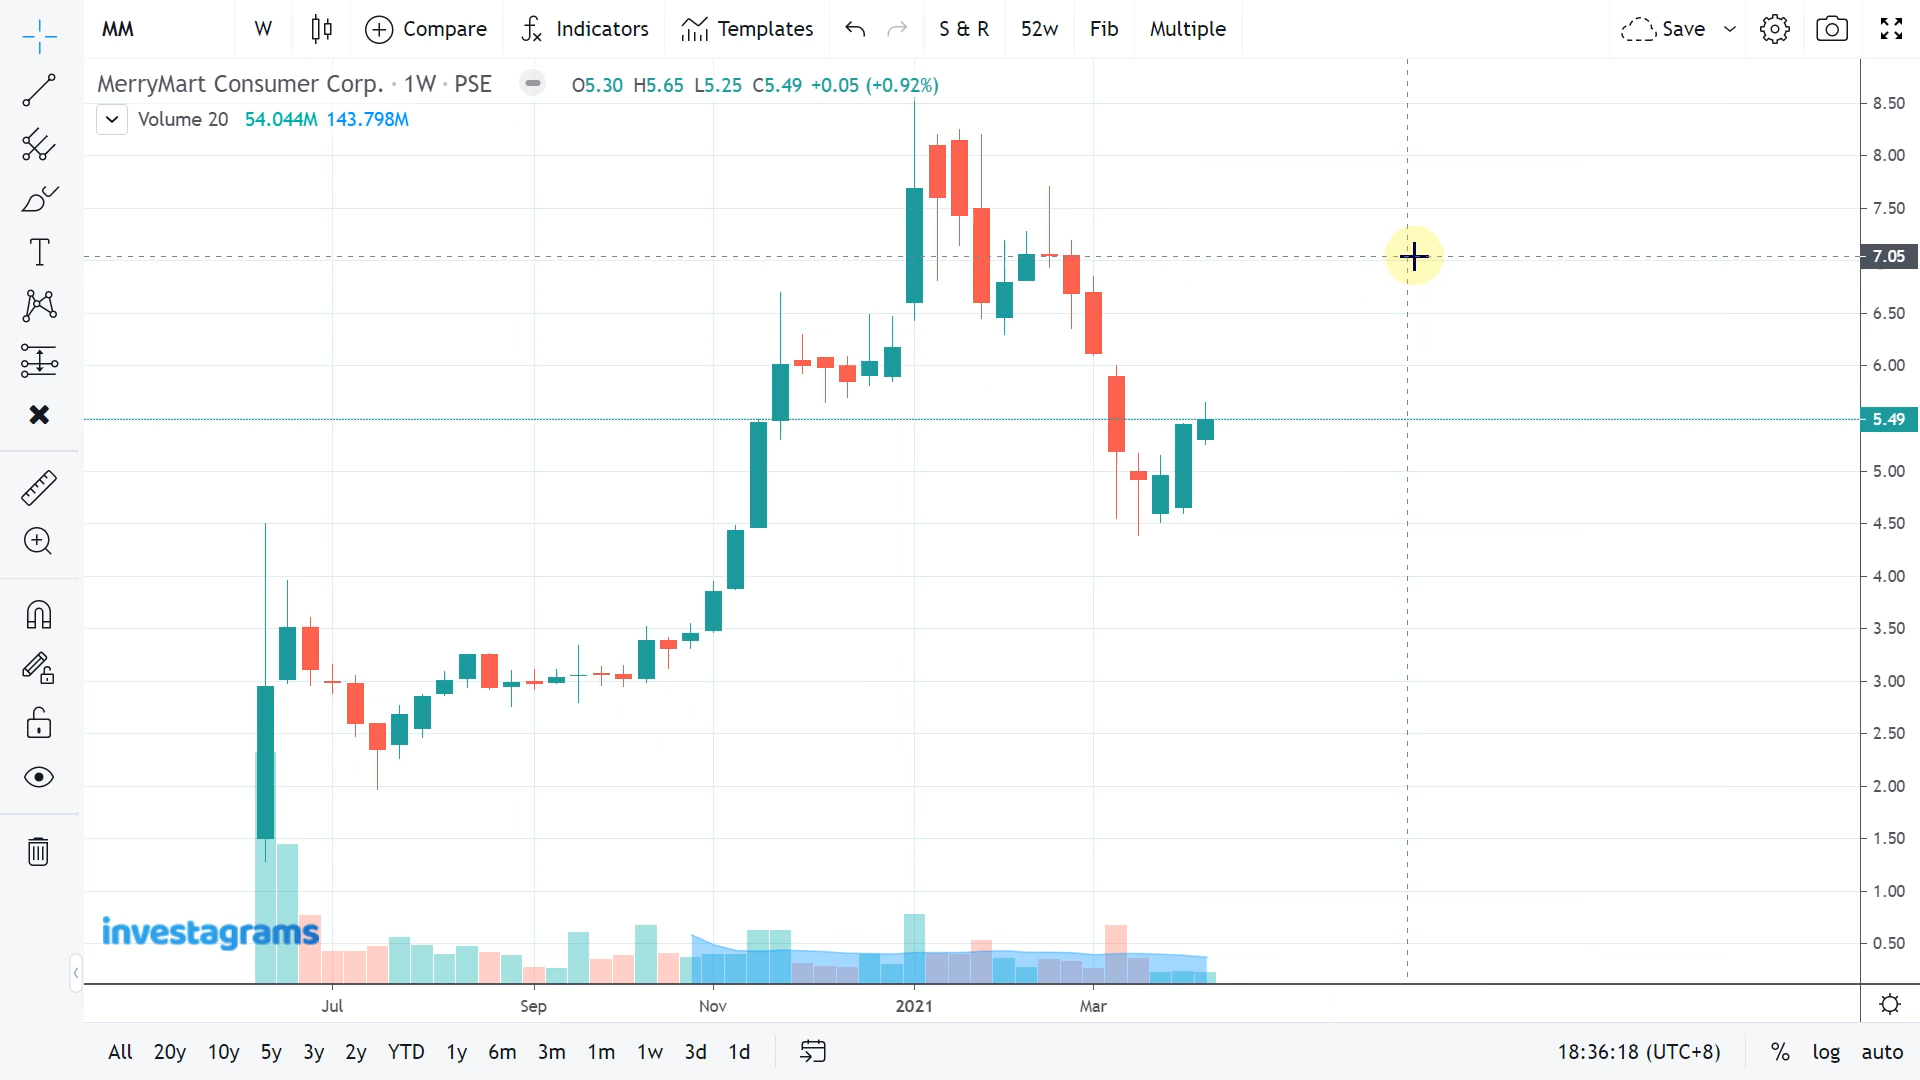 MM W Compare Indicators Templates S & R 52w Fib Multiple Save
MerryMart Consumer Corp. · 1W · PSE O5.30 H5.65 L5.25 C5.49 +0.05 (+0.92%)
Volume 20 54.044M 143.798M
8.50
8.00
7.50
7.05
6.50
6.00
5.49
5.00
4.50
4.00
3.50
3.00
2.50
2.00
1.50
1.00
0.50
investagrams
Jul Sep Nov 2021 Mar
All 20y 10y 5y 3y 2y YTD 1y 6m 3m 1m 1w 3d 1d 18:36:18 (UTC+8) % log auto